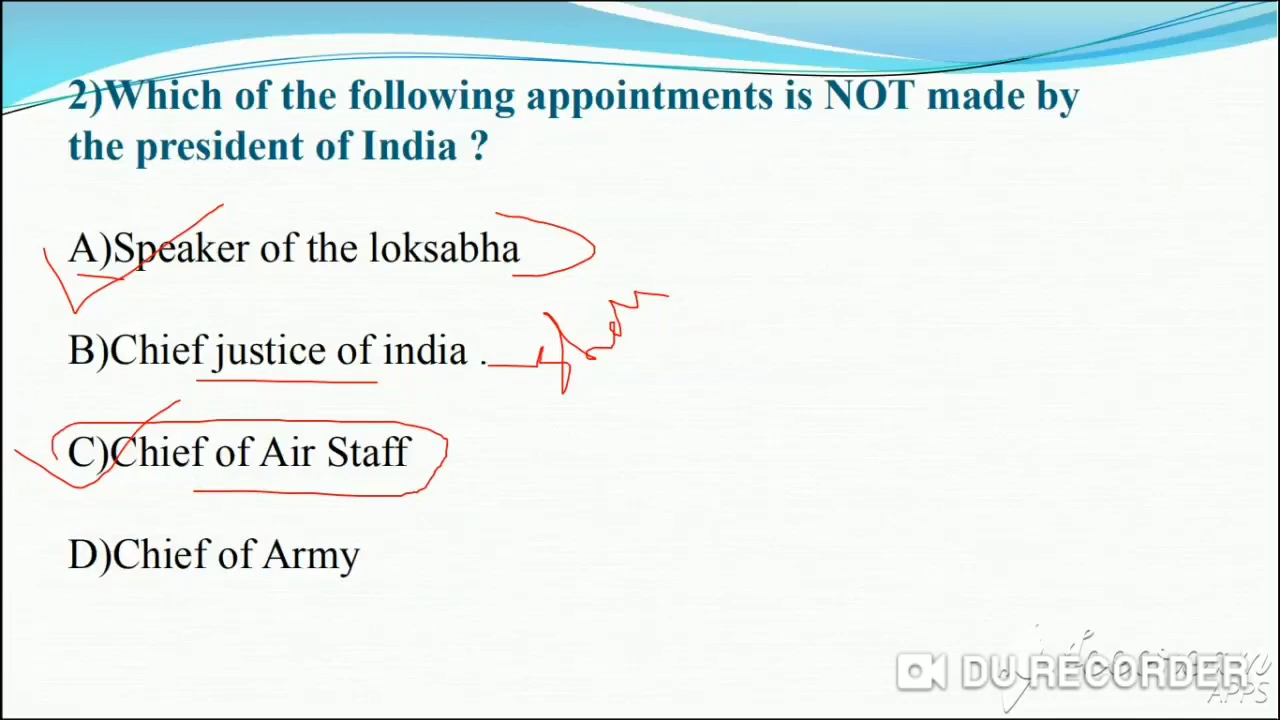 2)Which of the following appointments is NOT made by
the president of India ?
A)Speaker of the loksabha
B)Chief justice of india .
C)Chief of Air Staff
D)Chief of Army
DU RECORDER
APPS